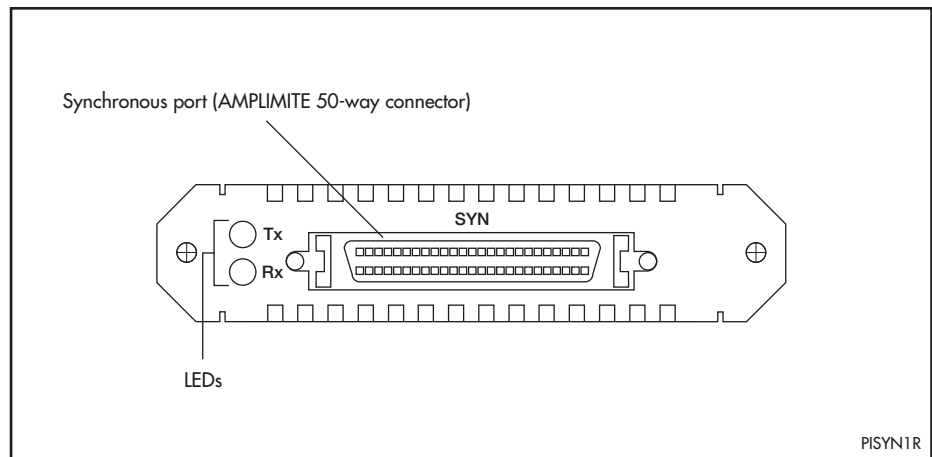 Synchronous port (AMPLIMITE 50-way connector)
SYN
Tx
Rx
LEDs
PISYN1R